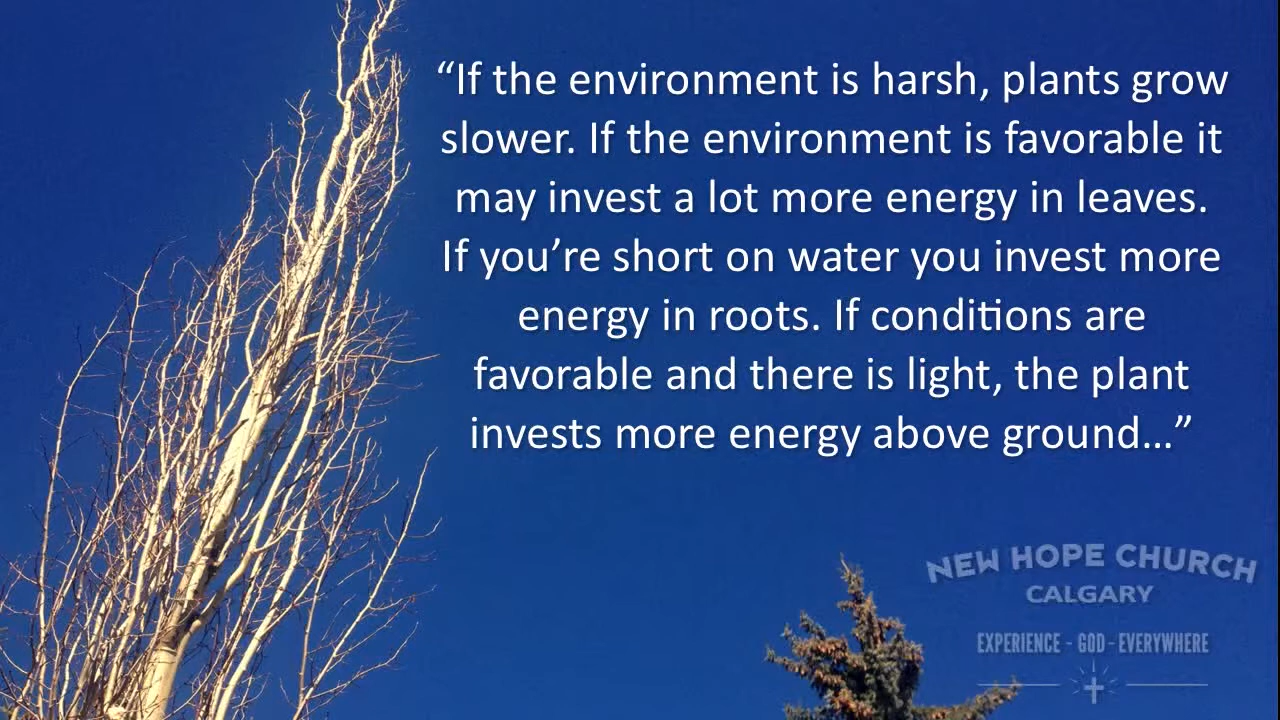 “If the environment is harsh, plants grow
slower. If the environment is favorable it
may invest a lot more energy in leaves.
If you’re short on water you invest more
energy in roots. If conditions are
favorable and there is light, the plant
invests more energy above ground…”
NEW HOPE CHURCH
CALGARY
EXPERIENCE - GOD - EVERYWHERE